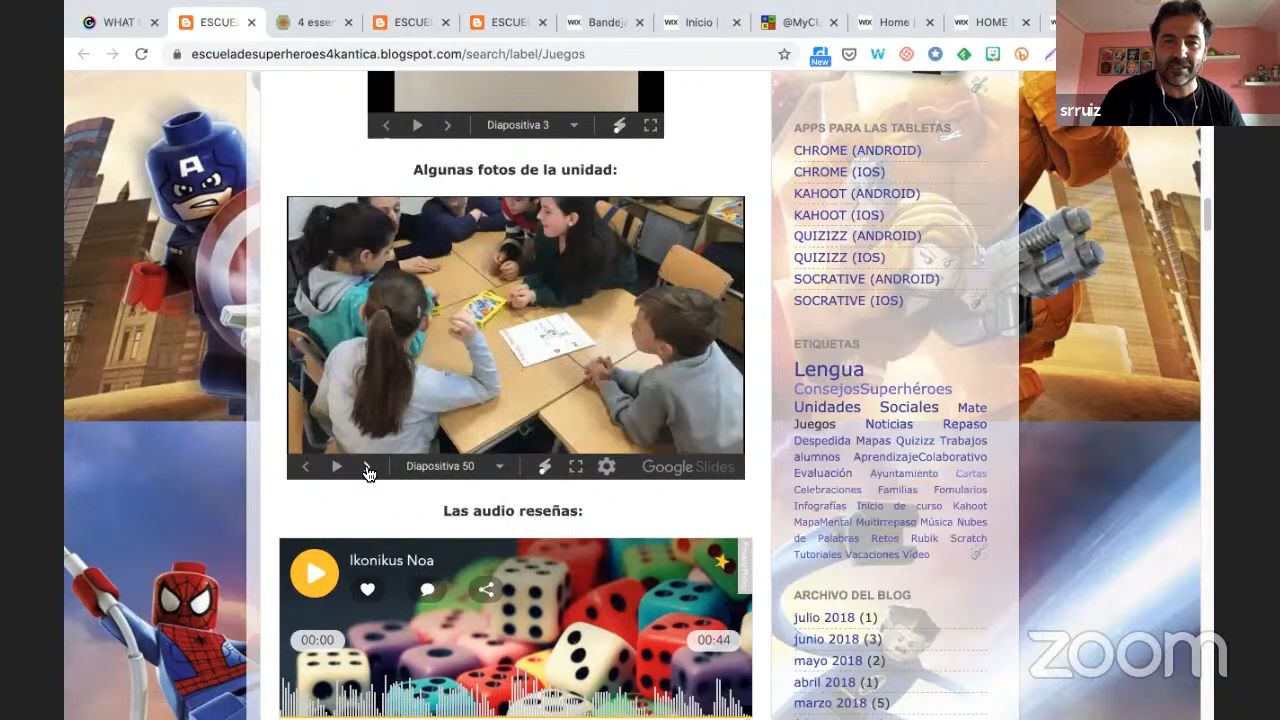 WHAT
ESCUEL
4 esser
ESCUE
ESCUE
Bandeja
Inicio |
@MyCl
Home |
HOME
escueladesuperheroes4kantica.blogspot.com/search/label/Juegos
New
srruiz
Diapositiva 3
Algunas fotos de la unidad:
Diapositiva 50
Google Slides
Las audio reseñas:
Ikonikus Noa
00:00
00:44
APPS PARA LAS TABLETAS
CHROME (ANDROID)
CHROME (IOS)
KAHOOT (ANDROID)
KAHOOT (IOS)
QUIZIZZ (ANDROID)
QUIZIZZ (IOS)
SOCRATIVE (ANDROID)
SOCRATIVE (IOS)
ETIQUETAS
Lengua
ConsejosSuperhéroes
Unidades Sociales Mate
Juegos Noticias Repaso
Despedida Mapas Quizizz Trabajos
alumnos AprendizajeColaborativo
Evaluación Ayuntamiento Cartas
Celebraciones Familias Fomularios
Infografías Inicio de curso Kahoot
MapaMental Multirrepaso Música Nubes
de Palabras Retos Rubik Scratch
Tutoriales Vacaciones Vídeo
ARCHIVO DEL BLOG
julio 2018 (1)
junio 2018 (3)
mayo 2018 (2)
abril 2018 (1)
marzo 2018 (5)
zoom